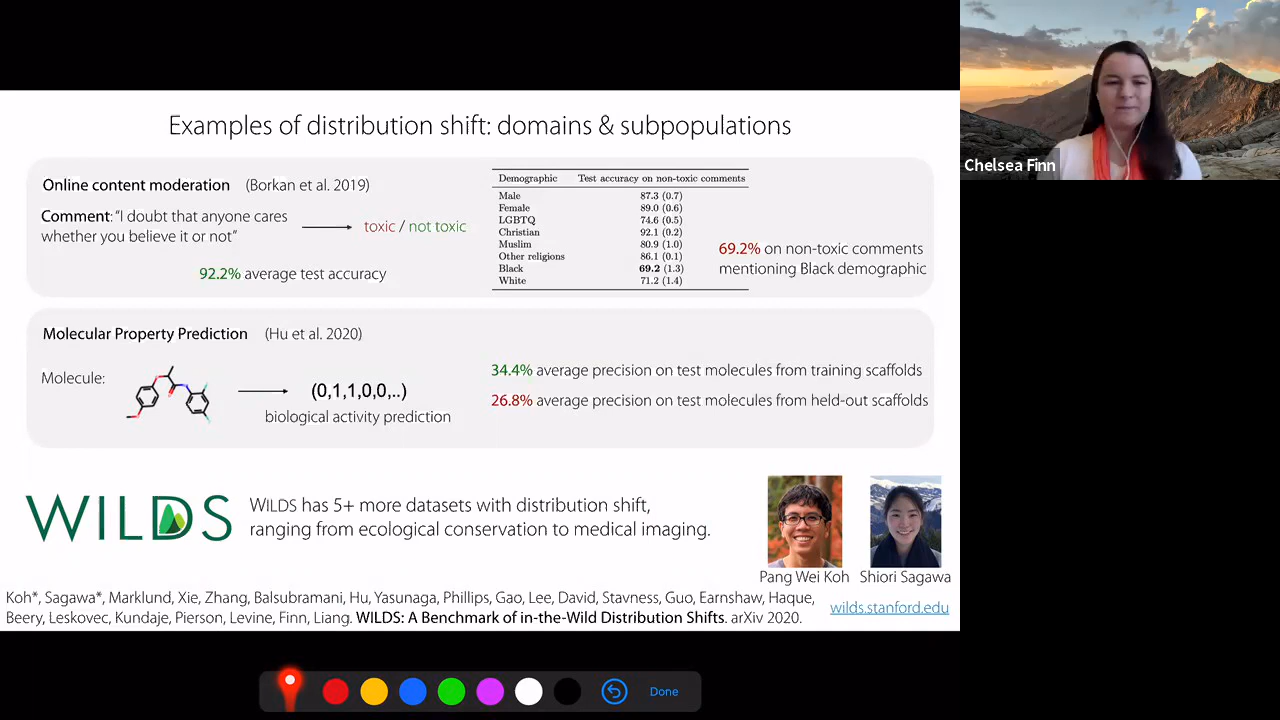 Examples of distribution shift: domains & subpopulations
Online content moderation (Borkan et al. 2019)
Comment: "I doubt that anyone cares
whether you believe it or not"
toxic / not toxic
92.2% average test accuracy
Demographic Test accuracy on non-toxic comments
Male 87.3 (0.7)
Female 89.0 (0.6)
LGBTQ 74.6 (0.5)
Christian 92.1 (0.2)
Muslim 80.9 (1.0)
Other religions 86.1 (0.1)
Black 69.2 (1.3)
White 71.2 (1.4)
69.2% on non-toxic comments
mentioning Black demographic
Molecular Property Prediction (Hu et al. 2020)
Molecule:
(0,1,1,0,0,..)
biological activity prediction
34.4% average precision on test molecules from training scaffolds
26.8% average precision on test molecules from held-out scaffolds
WILDS
WILDS has 5+ more datasets with distribution shift,
ranging from ecological conservation to medical imaging.
Pang Wei Koh Shiori Sagawa
Koh*, Sagawa*, Marklund, Xie, Zhang, Balsubramani, Hu, Yasunaga, Phillips, Gao, Lee, David, Stavness, Guo, Earnshaw, Haque,
Beery, Leskovec, Kundaje, Pierson, Levine, Finn, Liang. WILDS: A Benchmark of in-the-Wild Distribution Shifts. arXiv 2020.
wilds.stanford.edu
Chelsea Finn
Done